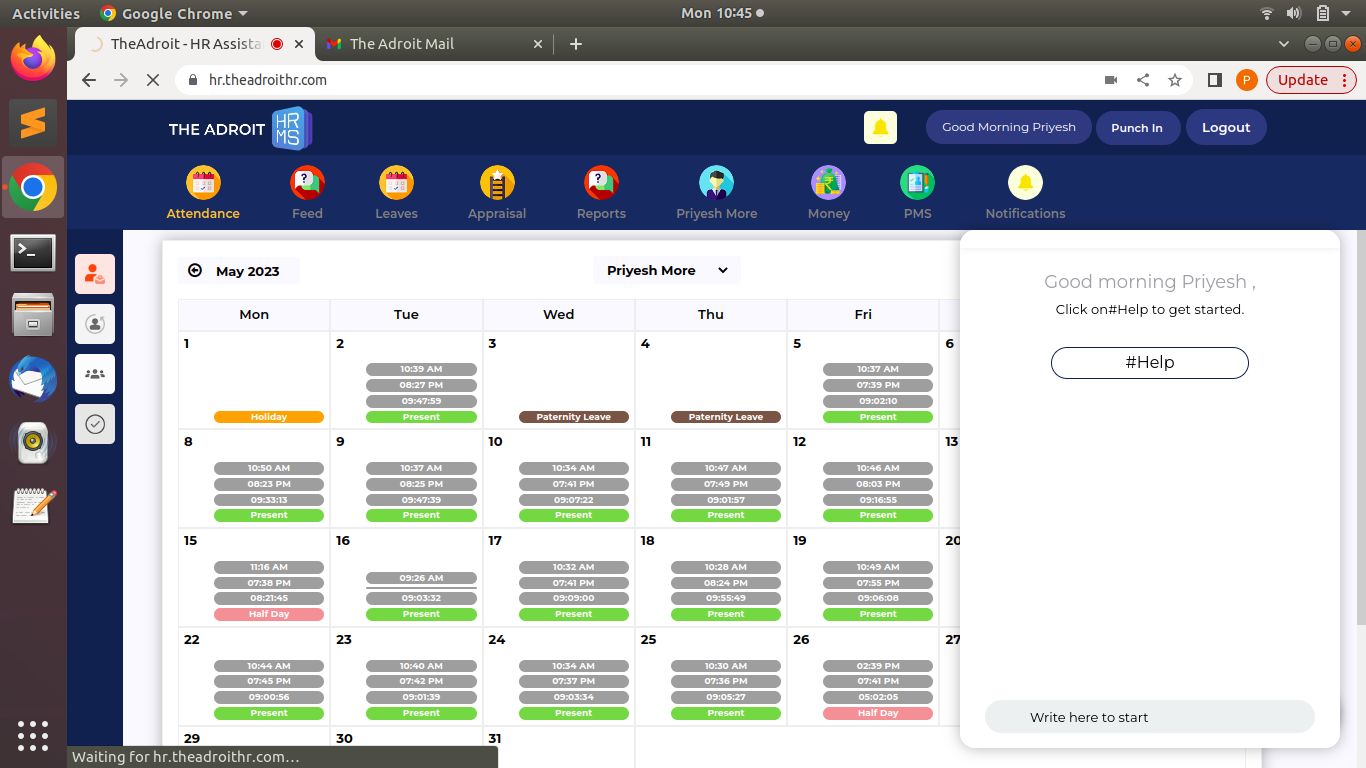 Activities Google Chrome Mon 10:45
TheAdroit - HR Assista The Adroit Mail
hr.theadroithr.com P Update
THE ADROIT HRMS Good Morning Priyesh Punch In Logout
Attendance Feed Leaves Appraisal Reports Priyesh More Money PMS Notifications
May 2023 Priyesh More
Mon Tue Wed Thu Fri
1 2 3 4 5 6
10:39 AM 10:37 AM
08:27 PM 07:39 PM
09:47:59 09:02:10
Holiday Present Paternity Leave Paternity Leave Present
8 9 10 11 12 13
10:50 AM 10:37 AM 10:34 AM 10:47 AM 10:46 AM
08:23 PM 08:25 PM 07:41 PM 07:49 PM 08:03 PM
09:33:13 09:47:39 09:07:22 09:01:57 09:16:55
Present Present Present Present Present
15 16 17 18 19 20
11:16 AM 09:26 AM 10:32 AM 10:28 AM 10:49 AM
07:38 PM 07:41 PM 08:24 PM 07:55 PM
08:21:45 09:03:32 09:09:00 09:55:49 09:06:08
Half Day Present Present Present Present
22 23 24 25 26 27
10:44 AM 10:40 AM 10:34 AM 10:30 AM 02:39 PM
07:45 PM 07:42 PM 07:37 PM 07:36 PM 07:41 PM
09:00:56 09:01:39 09:03:34 09:05:27 05:02:05
Present Present Present Present Half Day
29 30 31
Good morning Priyesh ,
Click on#Help to get started.
#Help
Write here to start
Waiting for hr.theadroithr.com...